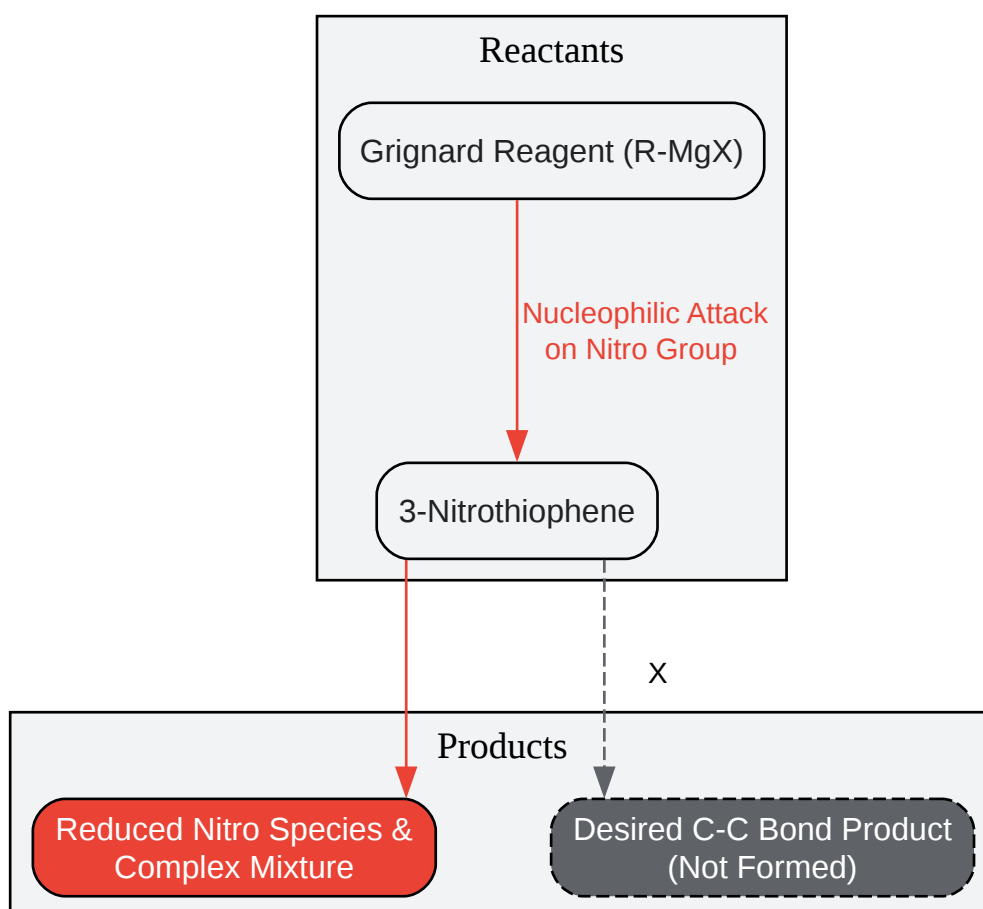 Reactants
Grignard Reagent (R-MgX)
Nucleophilic Attack
on Nitro Group
3-Nitrothiophene
X
Products
Reduced Nitro Species &
Complex Mixture
Desired C-C Bond Product
(Not Formed)